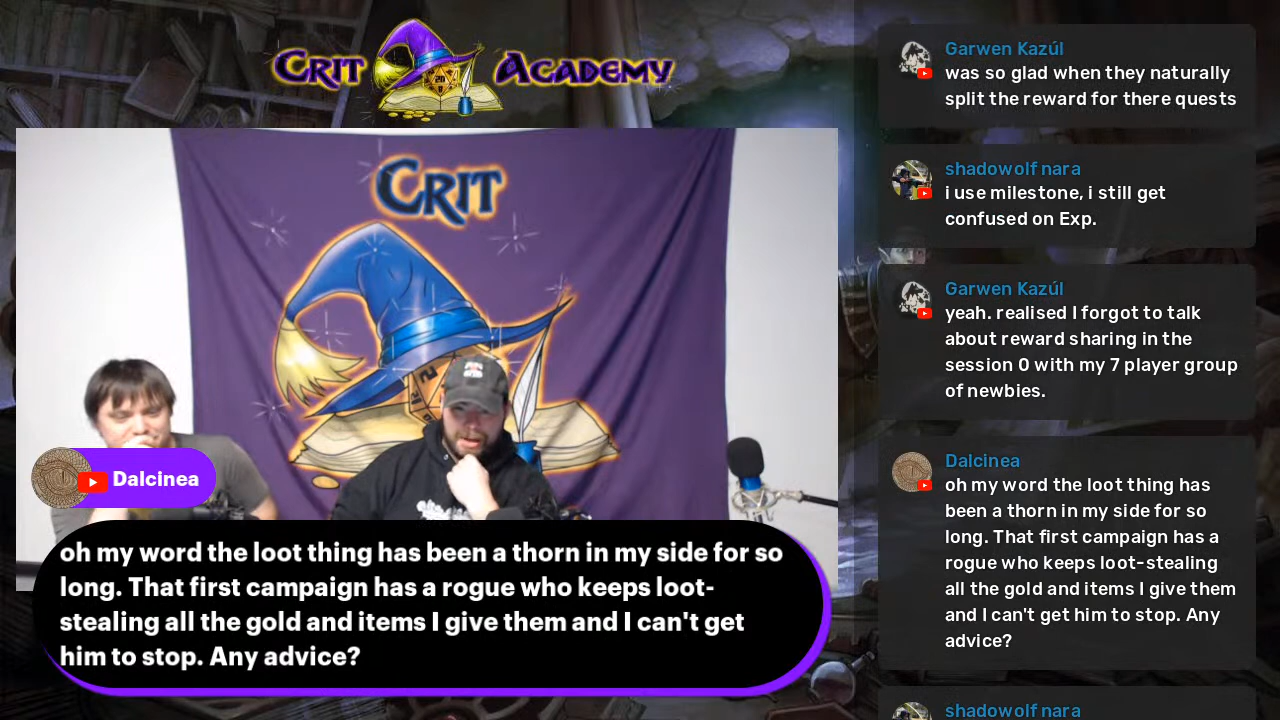 CRIT ACADEMY
CRIT
Dalcinea
oh my word the loot thing has been a thorn in my side for so
long. That first campaign has a rogue who keeps loot-
stealing all the gold and items I give them and I can't get
him to stop. Any advice?
Garwen Kazúl
was so glad when they naturally
split the reward for there quests
shadowolf nara
i use milestone, i still get
confused on Exp.
Garwen Kazúl
yeah. realised I forgot to talk
about reward sharing in the
session 0 with my 7 player group
of newbies.
Dalcinea
oh my word the loot thing has
been a thorn in my side for so
long. That first campaign has a
rogue who keeps loot-stealing
all the gold and items I give them
and I can't get him to stop. Any
advice?
shadowolf nara